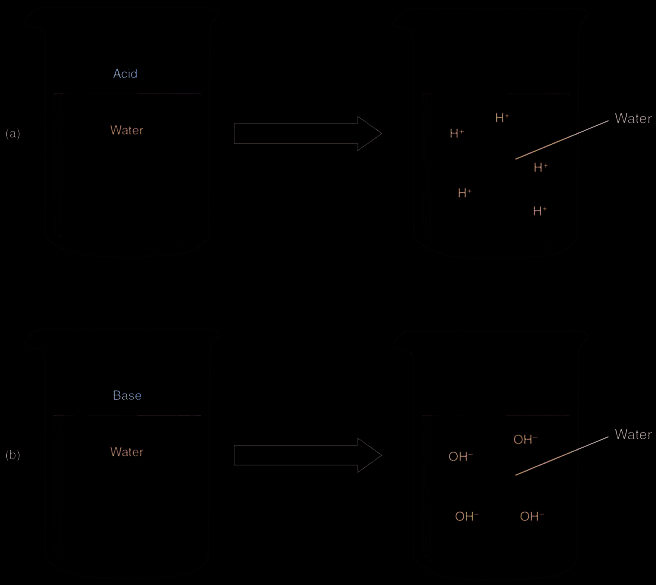 Acid
(a)
Water
H⁺
H⁺
Water
H⁺
H⁺
H⁺
Base
(b)
Water
OH⁻
OH⁻
Water
OH⁻
OH⁻